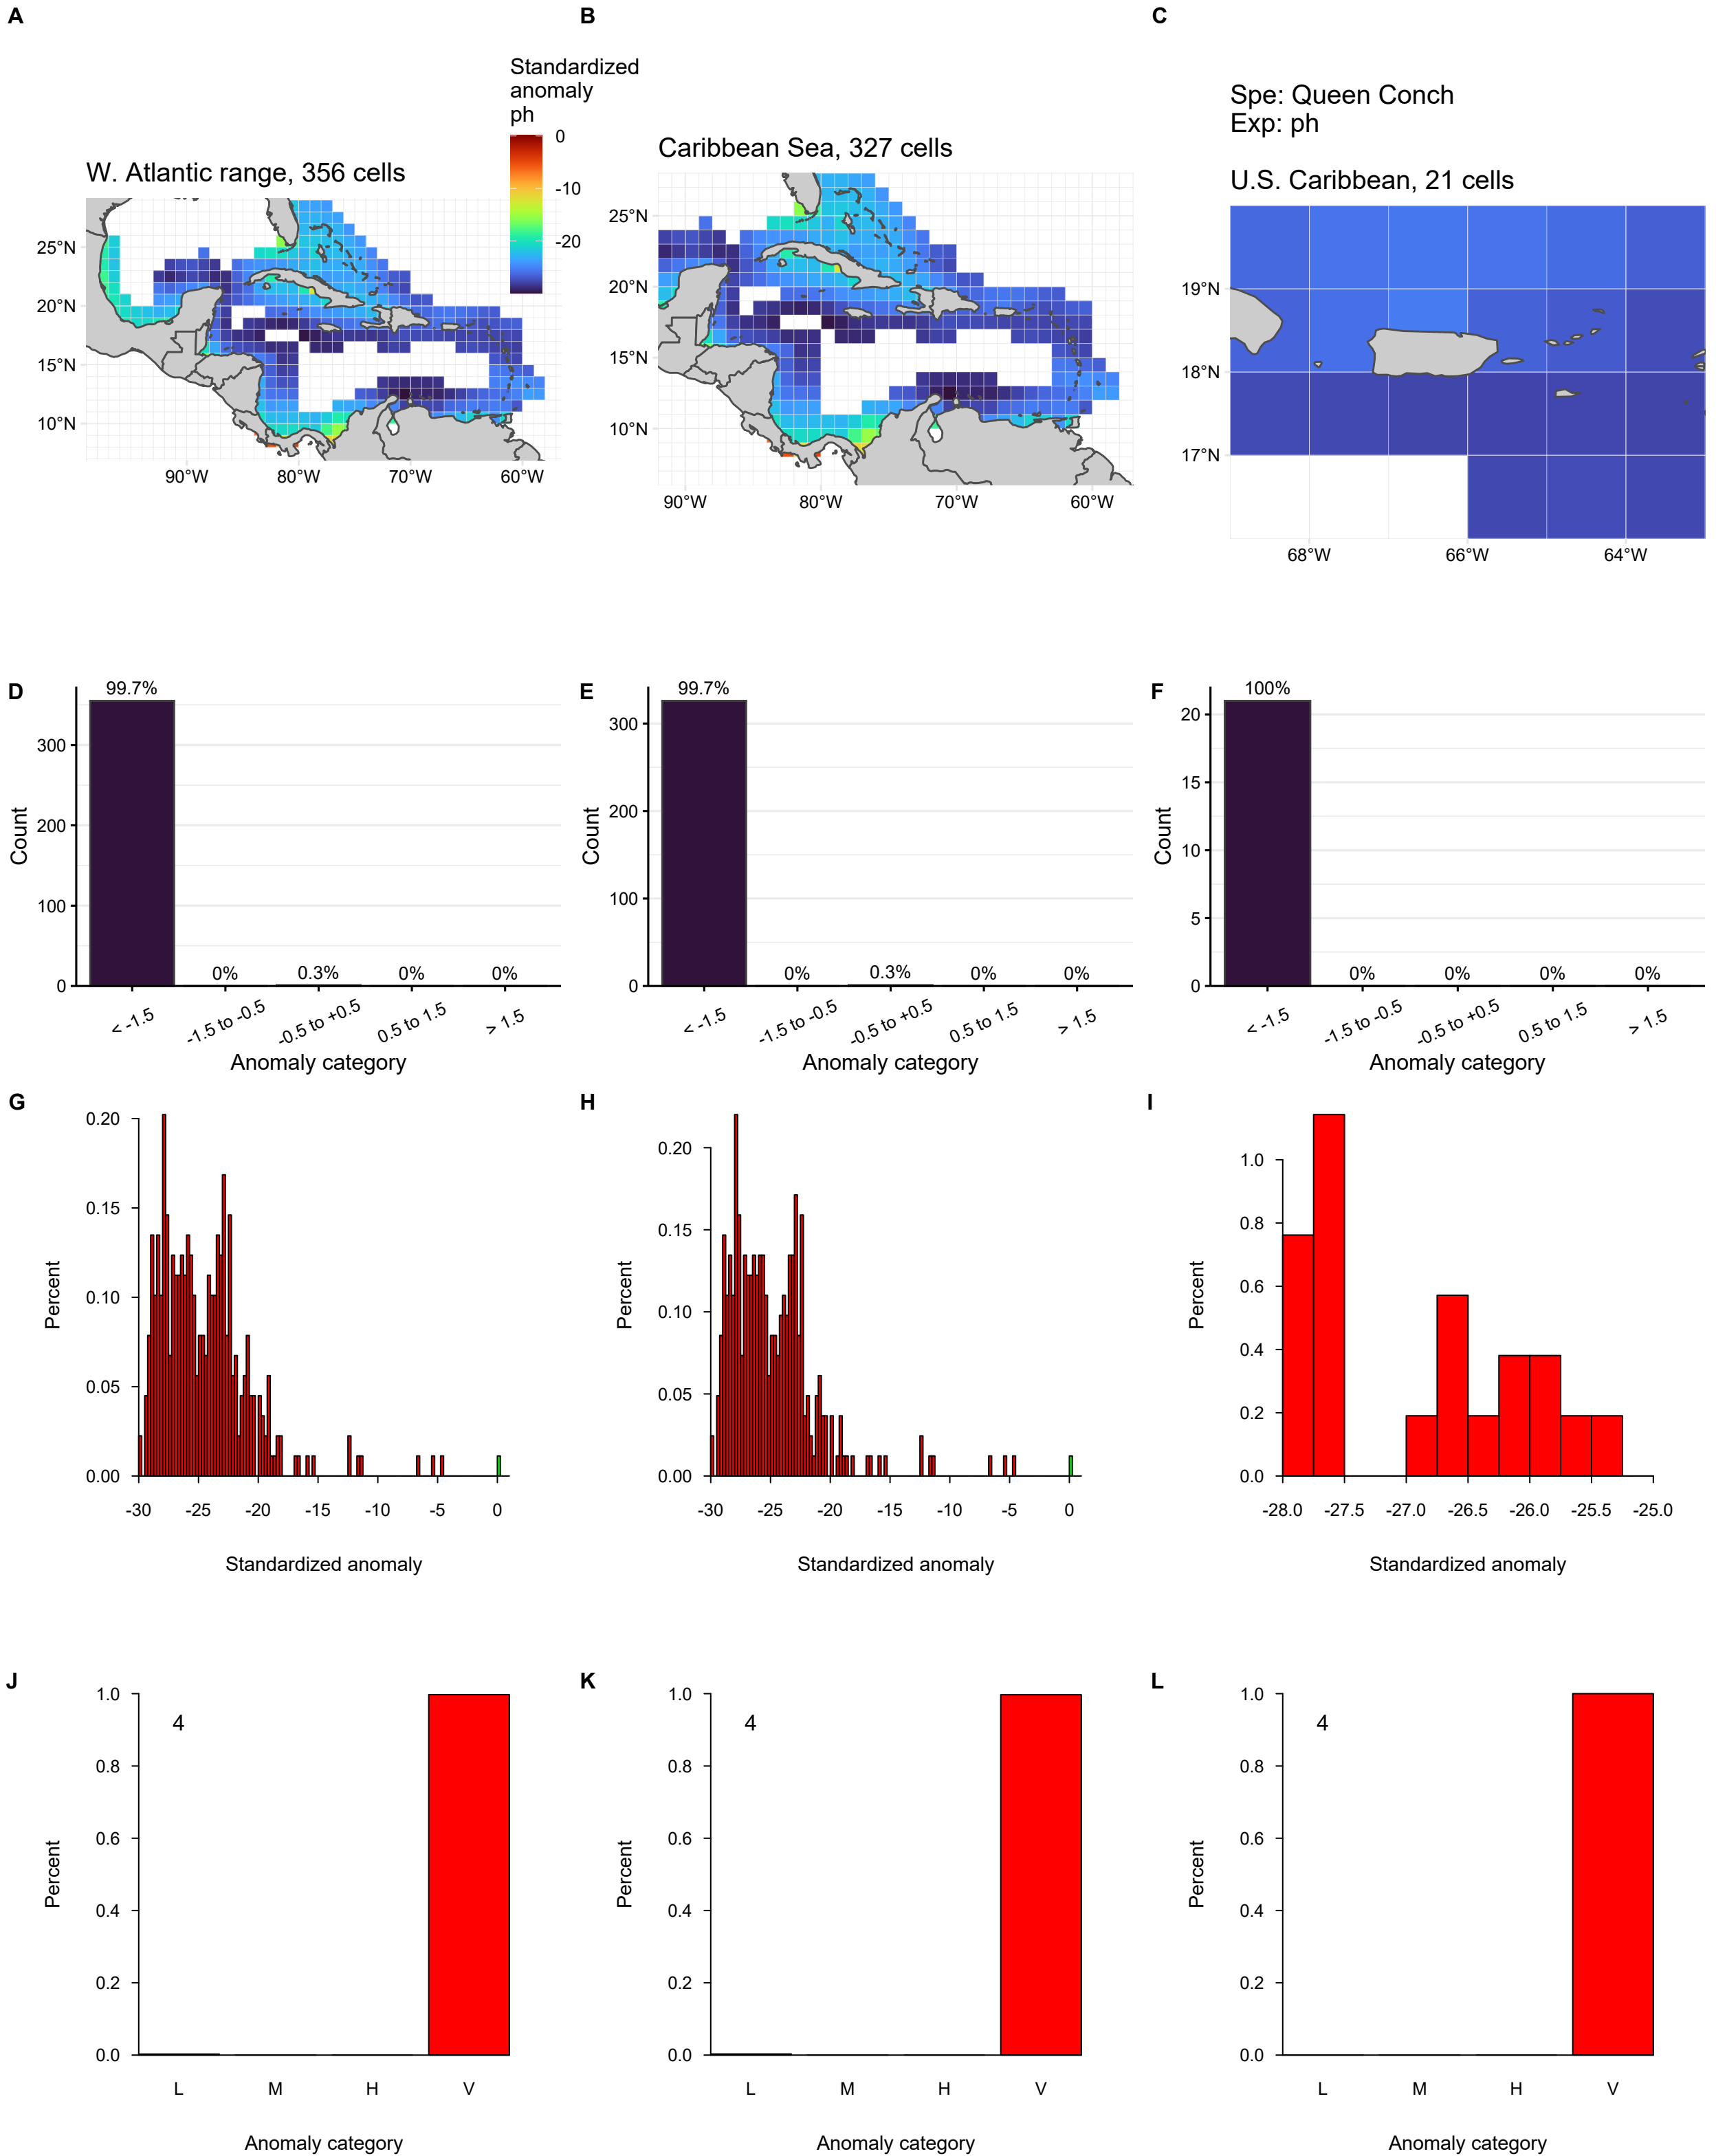 A
B
C
Standardized
anomaly
ph
0
-10
-20
W. Atlantic range, 356 cells
25°N
20°N
15°N
10°N
90°W
80°W
70°W
60°W
Caribbean Sea, 327 cells
25°N
20°N
15°N
10°N
90°W
80°W
70°W
60°W
Spe: Queen Conch
Exp: ph
U.S. Caribbean, 21 cells
19°N
18°N
17°N
68°W
66°W
64°W
D
99.7%
0%
0.3%
0%
0%
Count
300
200
100
0
< -1.5
-1.5 to -0.5
-0.5 to +0.5
0.5 to 1.5
> 1.5
Anomaly category
E
99.7%
0%
0.3%
0%
0%
Count
300
200
100
0
< -1.5
-1.5 to -0.5
-0.5 to +0.5
0.5 to 1.5
> 1.5
Anomaly category
F
100%
0%
0%
0%
0%
Count
20
15
10
5
0
< -1.5
-1.5 to -0.5
-0.5 to +0.5
0.5 to 1.5
> 1.5
Anomaly category
G
Percent
0.20
0.15
0.10
0.05
0.00
-30
-25
-20
-15
-10
-5
0
Standardized anomaly
H
Percent
0.20
0.15
0.10
0.05
0.00
-30
-25
-20
-15
-10
-5
0
Standardized anomaly
I
Percent
1.0
0.8
0.6
0.4
0.2
0.0
-28.0
-27.5
-27.0
-26.5
-26.0
-25.5
-25.0
Standardized anomaly
J
4
Percent
1.0
0.8
0.6
0.4
0.2
0.0
L
M
H
V
Anomaly category
K
4
Percent
1.0
0.8
0.6
0.4
0.2
0.0
L
M
H
V
Anomaly category
L
4
Percent
1.0
0.8
0.6
0.4
0.2
0.0
L
M
H
V
Anomaly category